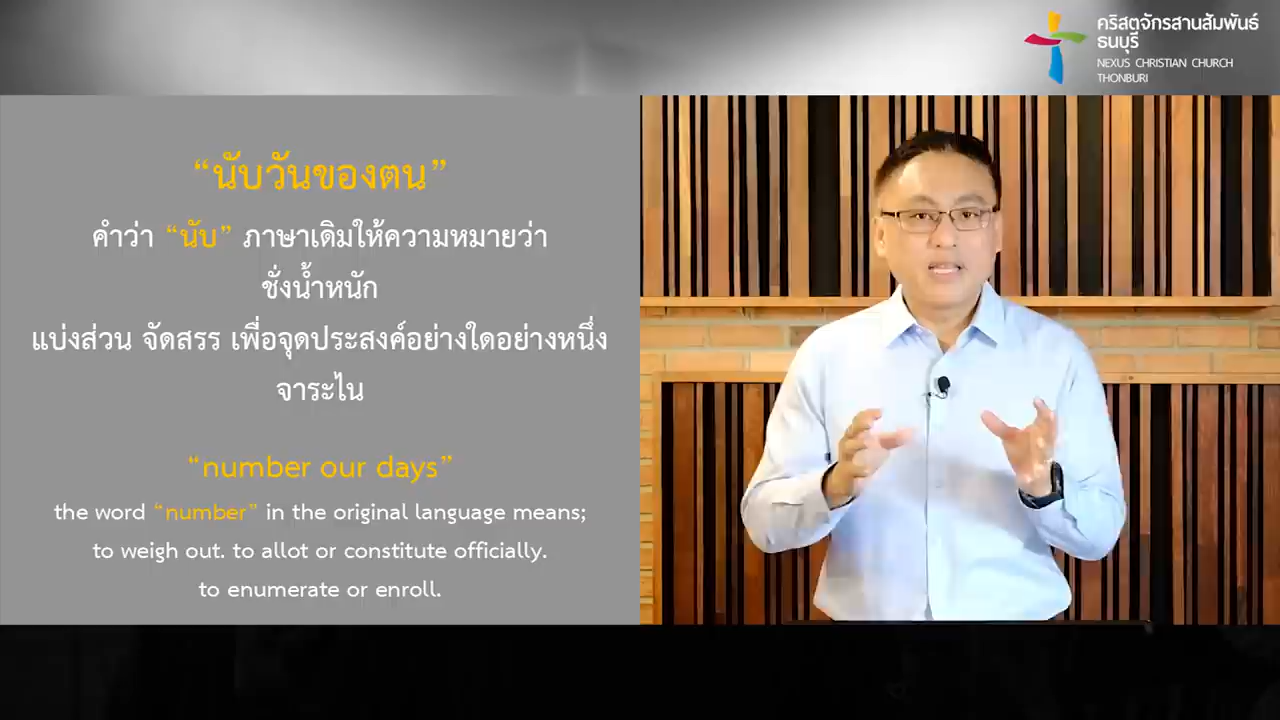 คริสตจักรสานสัมพันธ์
ธนบุรี
NEXUS CHRISTIAN CHURCH
THONBURI
“นับวันของตน”
คำว่า “นับ” ภาษาเดิมให้ความหมายว่า
ชั่งน้ำหนัก
แบ่งส่วน จัดสรร เพื่อจุดประสงค์อย่างใดอย่างหนึ่ง
จาระไน
“number our days”
the word “number” in the original language means;
to weigh out. to allot or constitute officially.
to enumerate or enroll.